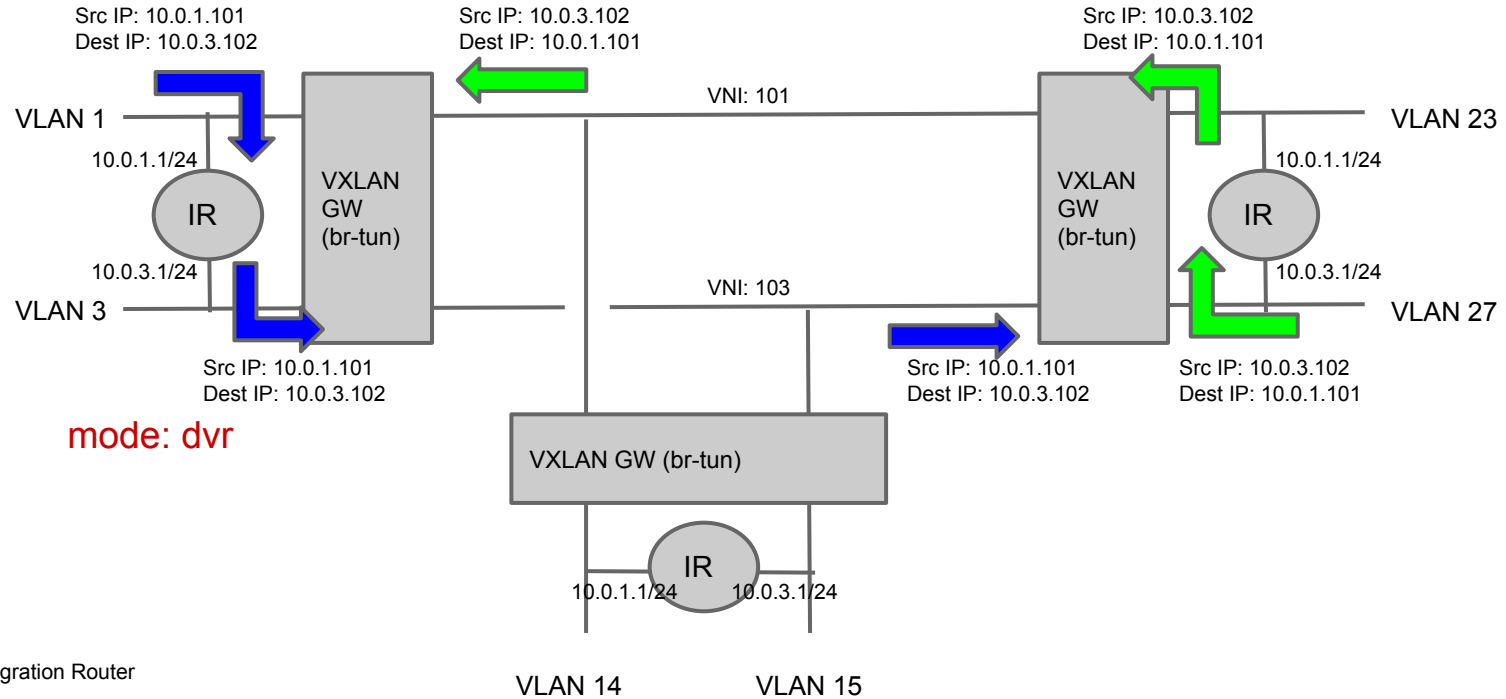 Src IP: 10.0.1.101
Dest IP: 10.0.3.102
Src IP: 10.0.3.102
Dest IP: 10.0.1.101
Src IP: 10.0.3.102
Dest IP: 10.0.1.101
VLAN 1
VNI: 101
VLAN 23
10.0.1.1/24
IR
10.0.3.1/24
VXLAN
GW
(br-tun)
VXLAN
GW
(br-tun)
10.0.1.1/24
IR
10.0.3.1/24
VLAN 3
VNI: 103
VLAN 27
Src IP: 10.0.1.101
Dest IP: 10.0.3.102
Src IP: 10.0.1.101
Dest IP: 10.0.3.102
Src IP: 10.0.3.102
Dest IP: 10.0.1.101
mode: dvr
VXLAN GW (br-tun)
IR
10.0.1.1/24
10.0.3.1/24
gration Router
VLAN 14
VLAN 15